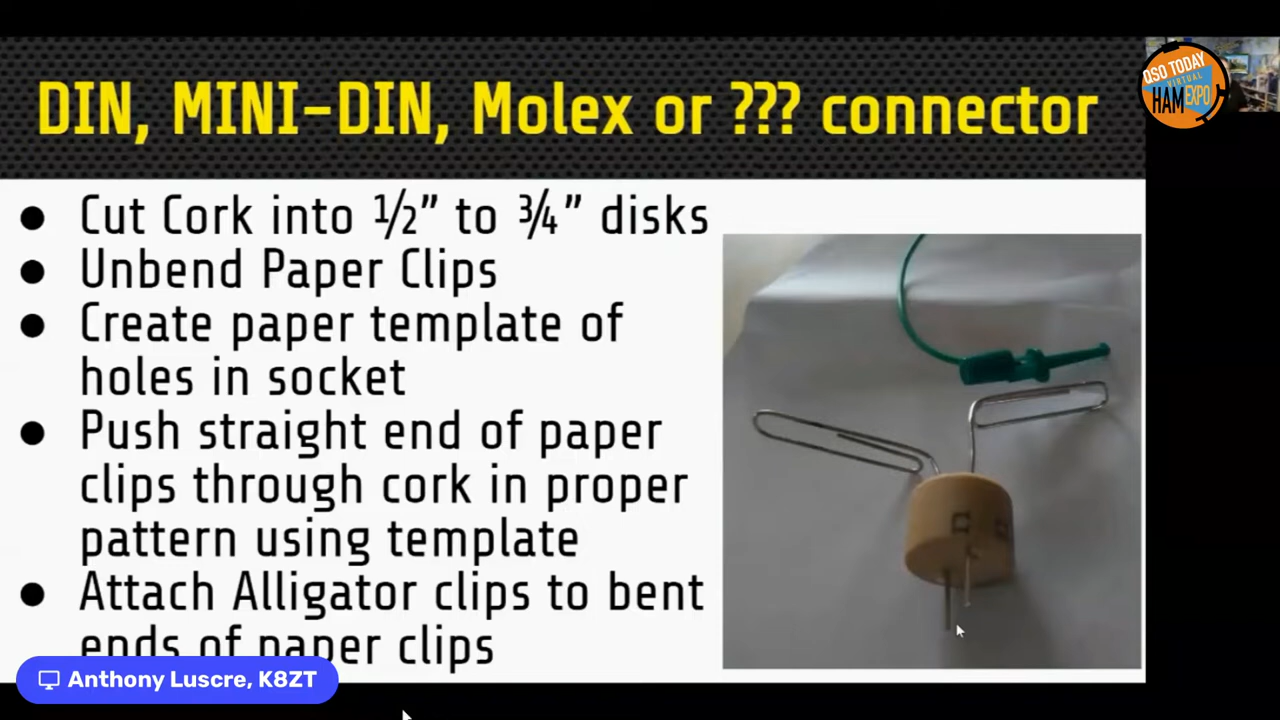 DIN, MINI-DIN, Molex or ??? connector
QSO TODAY
VIRTUAL
HAM EXPO
● Cut Cork into ½” to ¾” disks
● Unbend Paper Clips
● Create paper template of
holes in socket
● Push straight end of paper
clips through cork in proper
pattern using template
● Attach Alligator clips to bent
ends of paper clips
Anthony Luscre, K8ZT